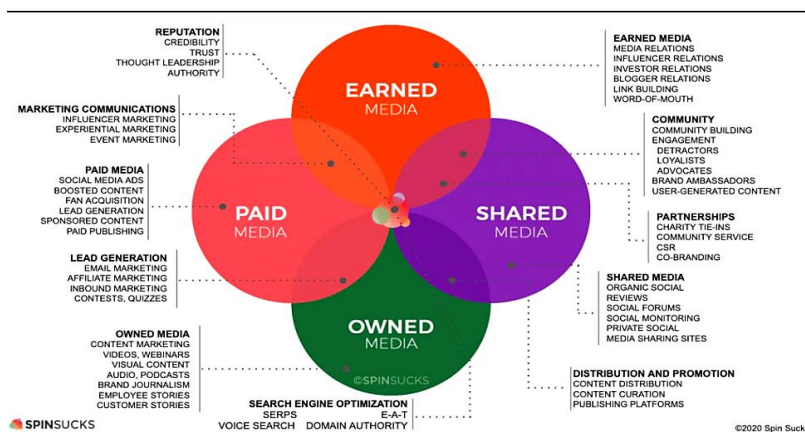 REPUTATION
CREDIBILITY
TRUST
THOUGHT LEADERSHIP
AUTHORITY
MARKETING COMMUNICATIONS
INFLUENCER MARKETING
EXPERIENTIAL MARKETING
EVENT MARKETING
PAID MEDIA
SOCIAL MEDIA ADS
BOOSTED CONTENT
FAN ACQUISITION
LEAD GENERATION
SPONSORED CONTENT
PAID PUBLISHING
LEAD GENERATION
EMAIL MARKETING
AFFILIATE MARKETING
INBOUND MARKETING
CONTESTS, QUIZZES
OWNED MEDIA
CONTENT MARKETING
VIDEOS, WEBINARS
VISUAL CONTENT
AUDIO, PODCASTS
BRAND JOURNALISM
EMPLOYEE STORIES
CUSTOMER STORIES
EARNED
MEDIA
PAID
MEDIA
SHARED
MEDIA
OWNED
MEDIA
©SPINSUCKS
SEARCH ENGINE OPTIMIZATION
SERPS E-A-T
VOICE SEARCH DOMAIN AUTHORITY
EARNED MEDIA
MEDIA RELATIONS
INFLUENCER RELATIONS
INVESTOR RELATIONS
BLOGGER RELATIONS
LINK BUILDING
WORD-OF-MOUTH
COMMUNITY
COMMUNITY BUILDING
ENGAGEMENT
DETRACTORS
LOYALISTS
ADVOCATES
BRAND AMBASSADORS
USER-GENERATED CONTENT
PARTNERSHIPS
CHARITY TIE-INS
COMMUNITY SERVICE
CSR
CO-BRANDING
SHARED MEDIA
ORGANIC SOCIAL
REVIEWS
SOCIAL FORUMS
SOCIAL MONITORING
PRIVATE SOCIAL
MEDIA SHARING SITES
DISTRIBUTION AND PROMOTION
CONTENT DISTRIBUTION
CONTENT CURATION
PUBLISHING PLATFORMS
SPINSUCKS
©2020 Spin Suck